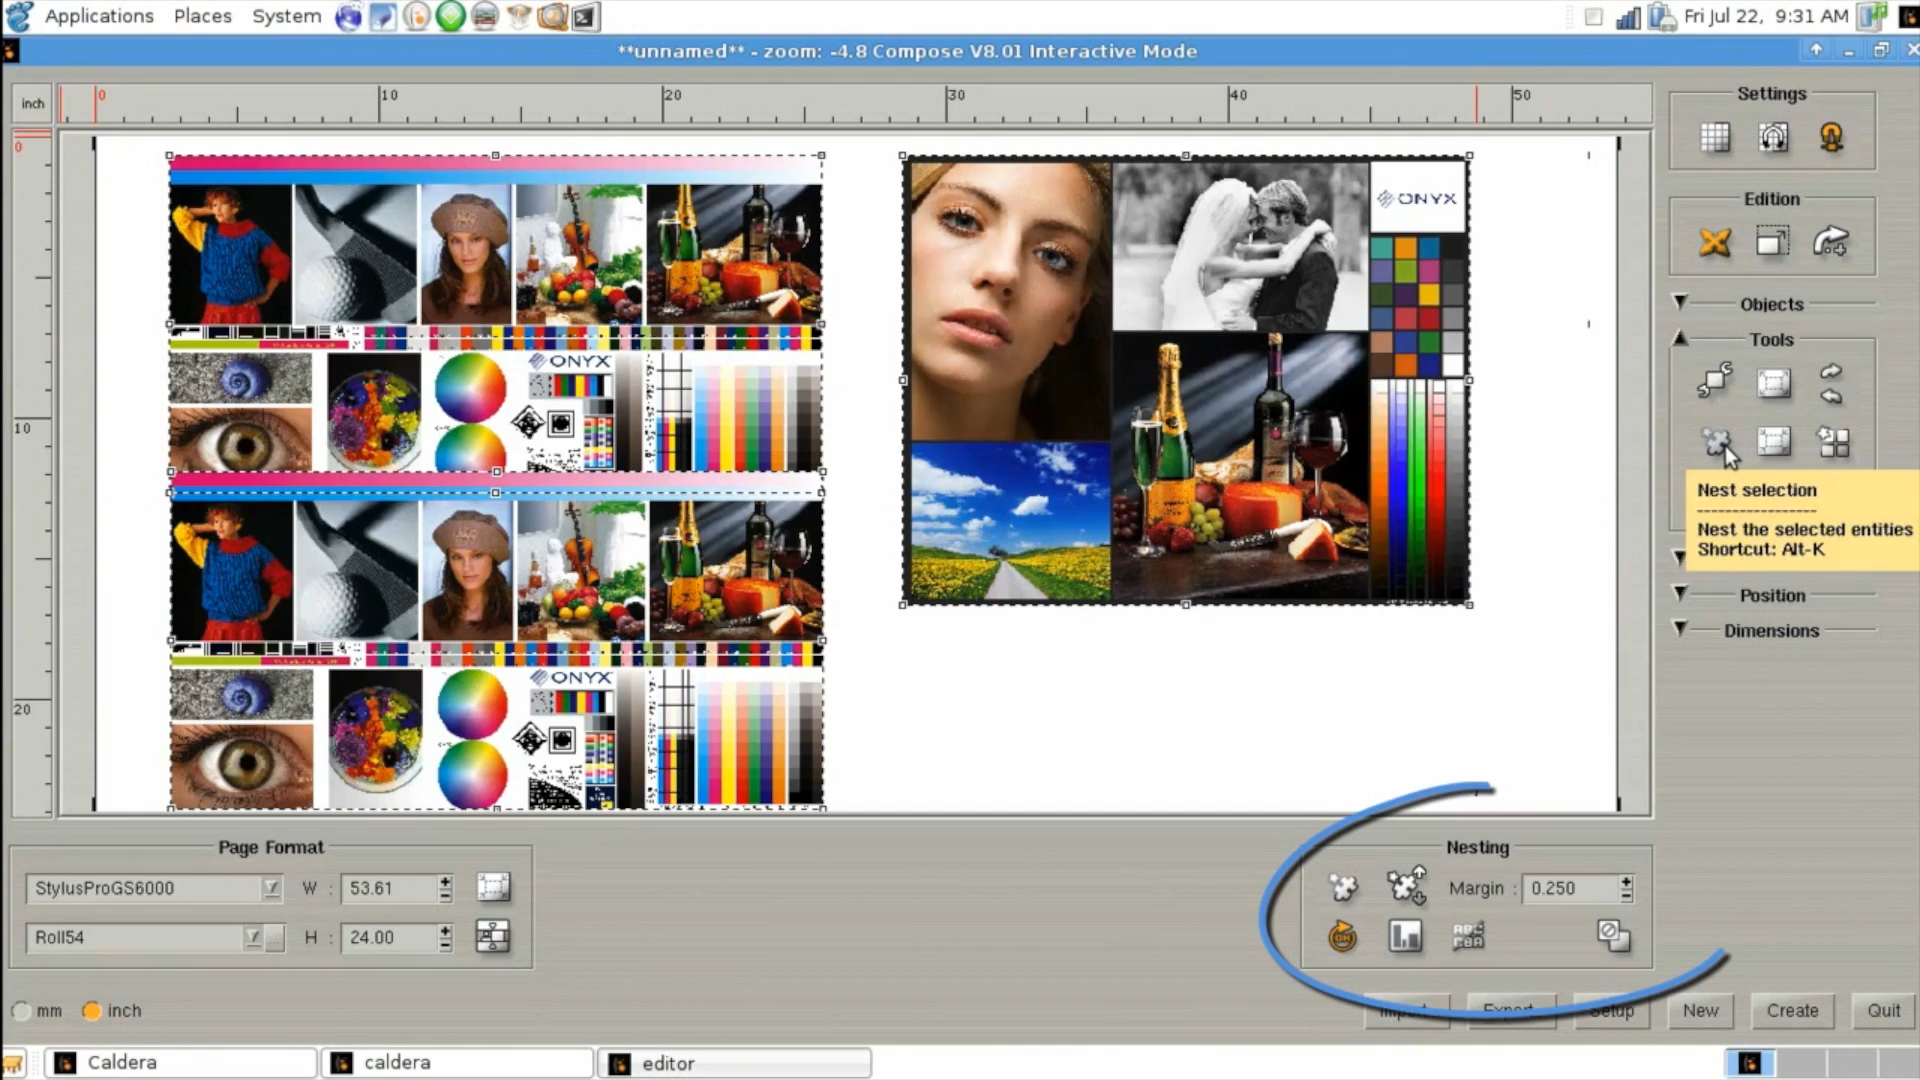 Applications Places System
Fri Jul 22, 9:31 AM
**unnamed** - zoom: -4.8 Compose V8.01 Interactive Mode
inch
0 10 20 30 40 50
0
10
20
ONYX
ONYX
ONYX
Settings
Edition
Objects
Tools
Nest selection
-----------------
Nest the selected entities
Shortcut: Alt-K
Position
Dimensions
Page Format
StylusProGS6000
W : 53.61
Roll54
H : 24.00
Nesting
Margin : 0.250
ABC
mm inch
Import Export Setup New Create Quit
Caldera caldera editor